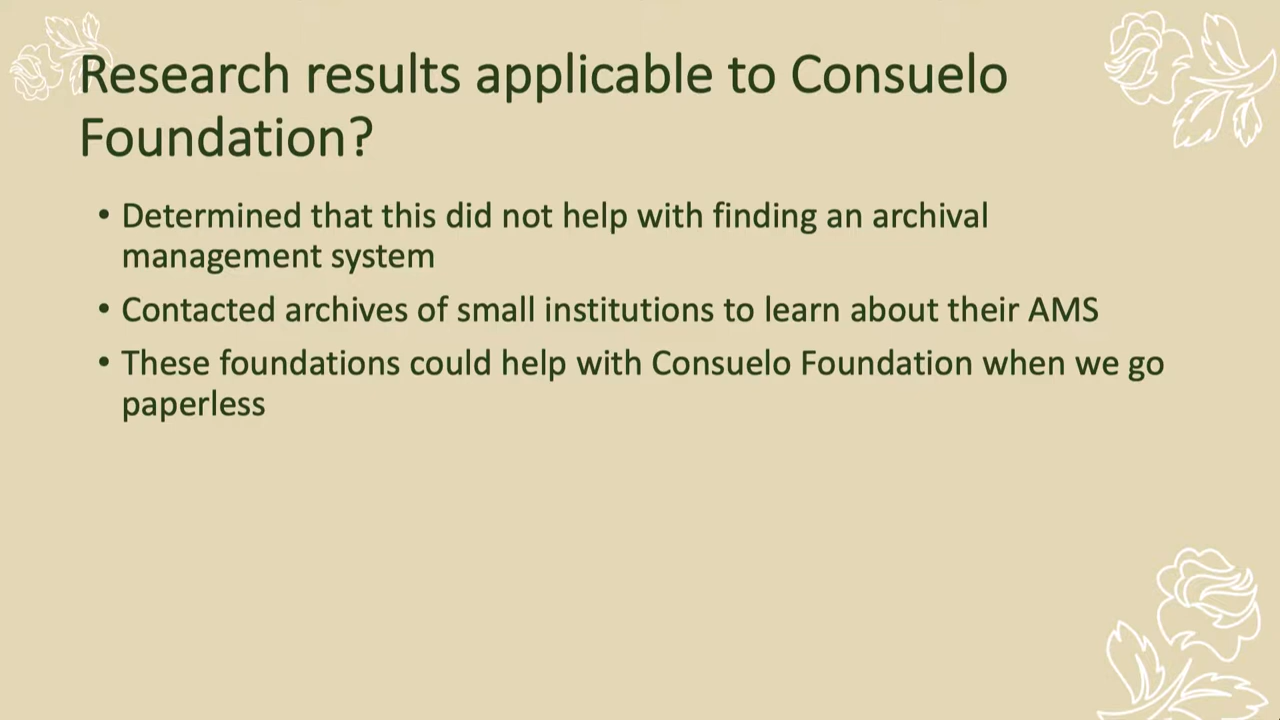 Research results applicable to Consuelo
Foundation?
• Determined that this did not help with finding an archival
management system
• Contacted archives of small institutions to learn about their AMS
• These foundations could help with Consuelo Foundation when we go
paperless